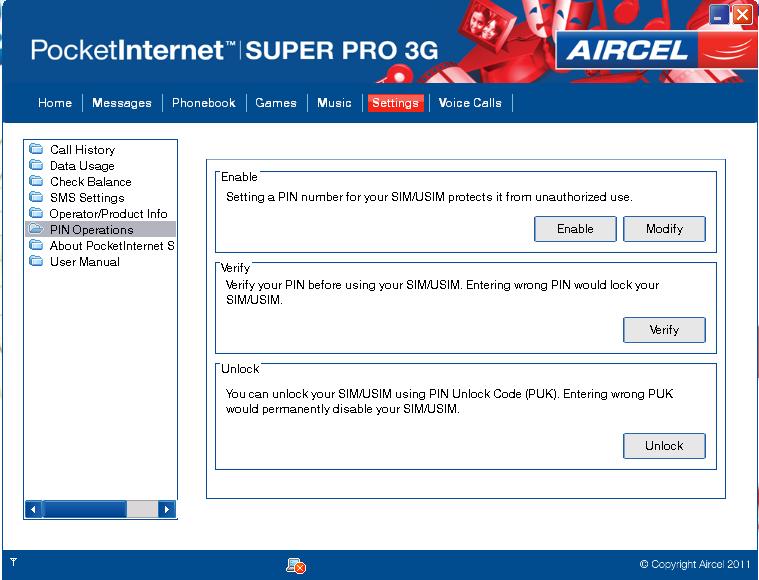 PocketInternet™ | SUPER PRO 3G
AIRCEL
Home Messages Phonebook Games Music Settings Voice Calls
Call History
Data Usage
Check Balance
SMS Settings
Operator/Product Info
PIN Operations
About PocketInternet S
User Manual
Enable
Setting a PIN number for your SIM/USIM protects it from unauthorized use.
Enable Modify
Verify
Verify your PIN before using your SIM/USIM. Entering wrong PIN would lock your
SIM/USIM.
Verify
Unlock
You can unlock your SIM/USIM using PIN Unlock Code (PUK). Entering wrong PUK
would permanently disable your SIM/USIM.
Unlock
© Copyright Aircel 2011